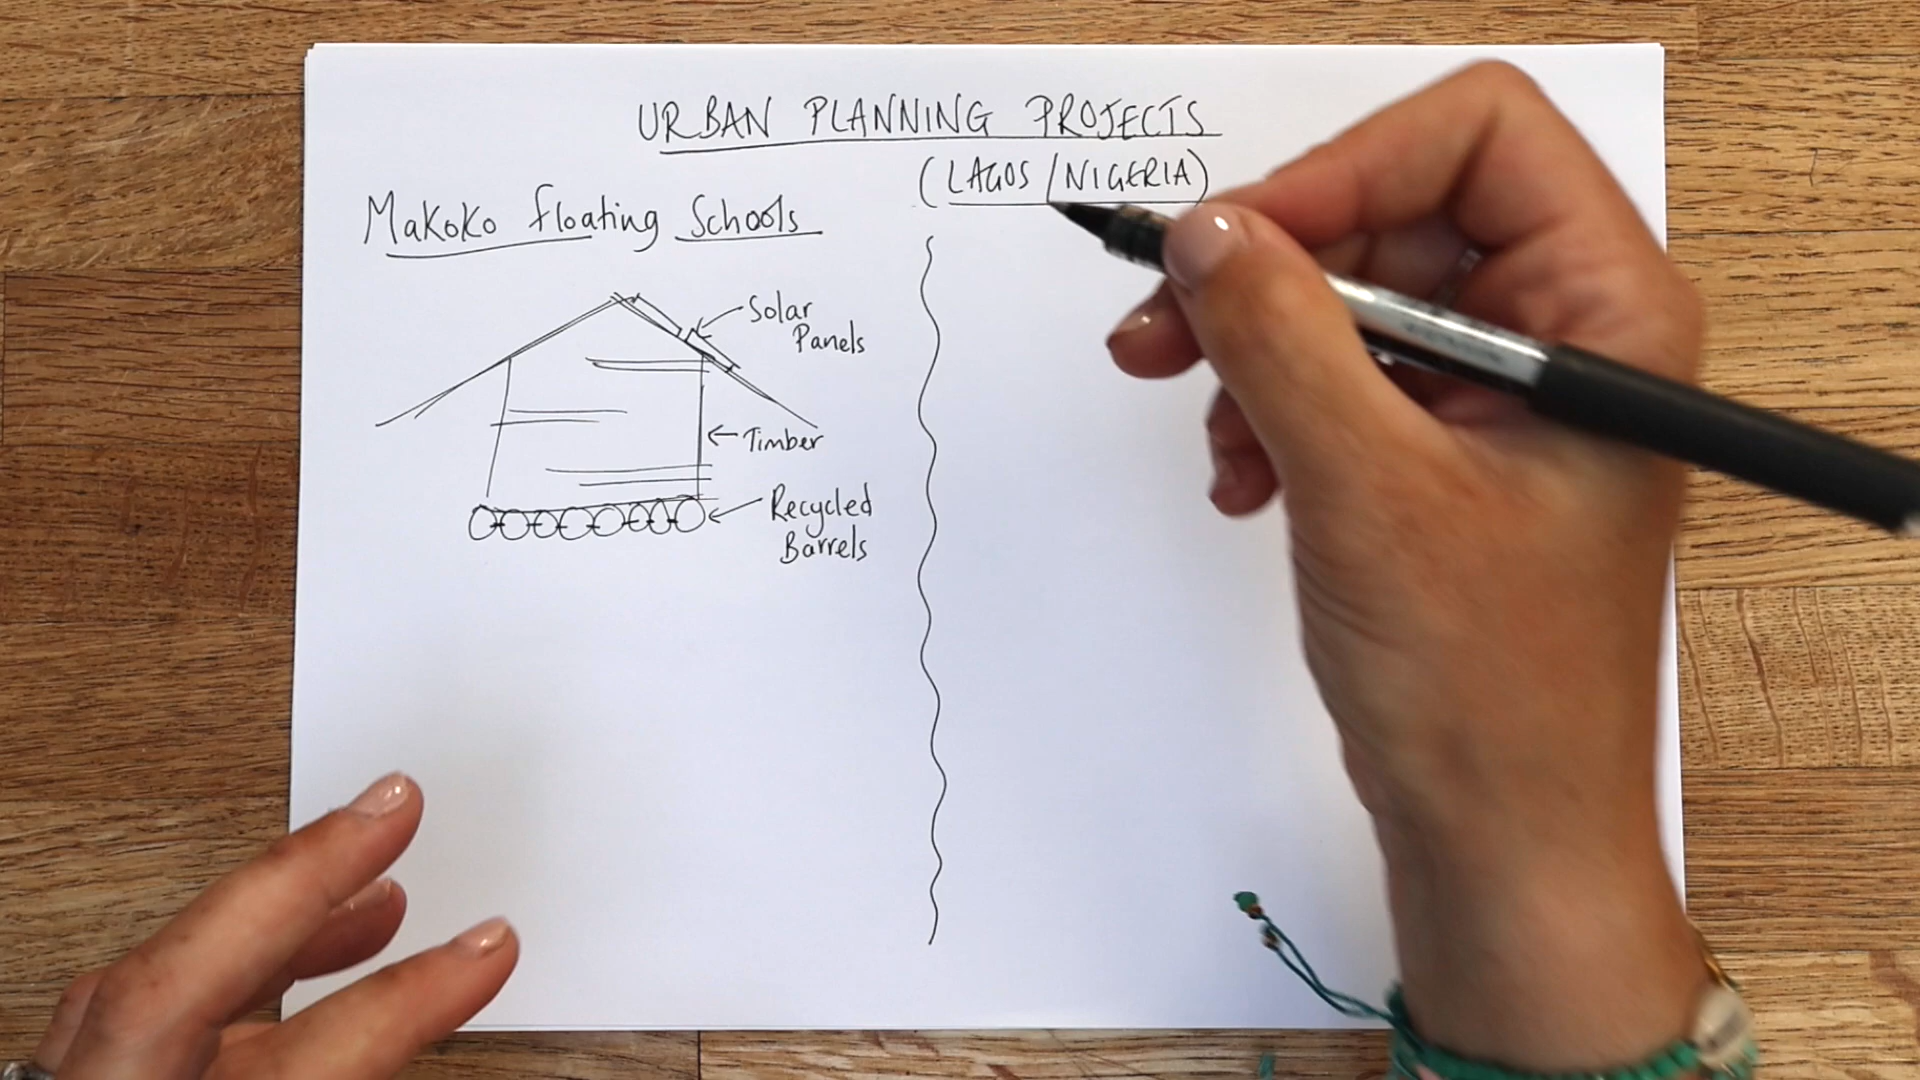 URBAN PLANNING PROJECTS
(LAGOS/NIGERIA)
Makoko Floating Schools
Solar
Panels
Timber
Recycled
Barrels